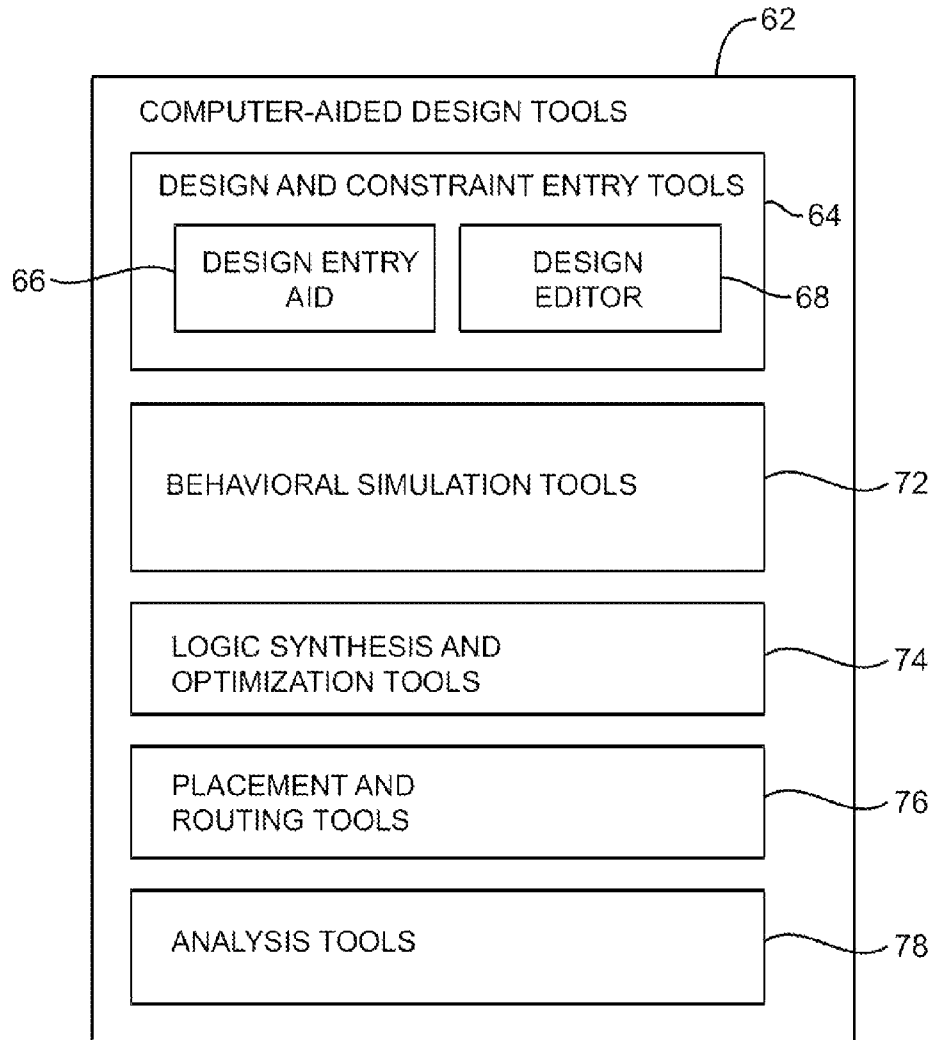 62
COMPUTER-AIDED DESIGN TOOLS
DESIGN AND CONSTRAINT ENTRY TOOLS
64
66
DESIGN ENTRY
AID
DESIGN
EDITOR
68
BEHAVIORAL SIMULATION TOOLS
72
LOGIC SYNTHESIS AND
OPTIMIZATION TOOLS
74
PLACEMENT AND
ROUTING TOOLS
76
ANALYSIS TOOLS
78